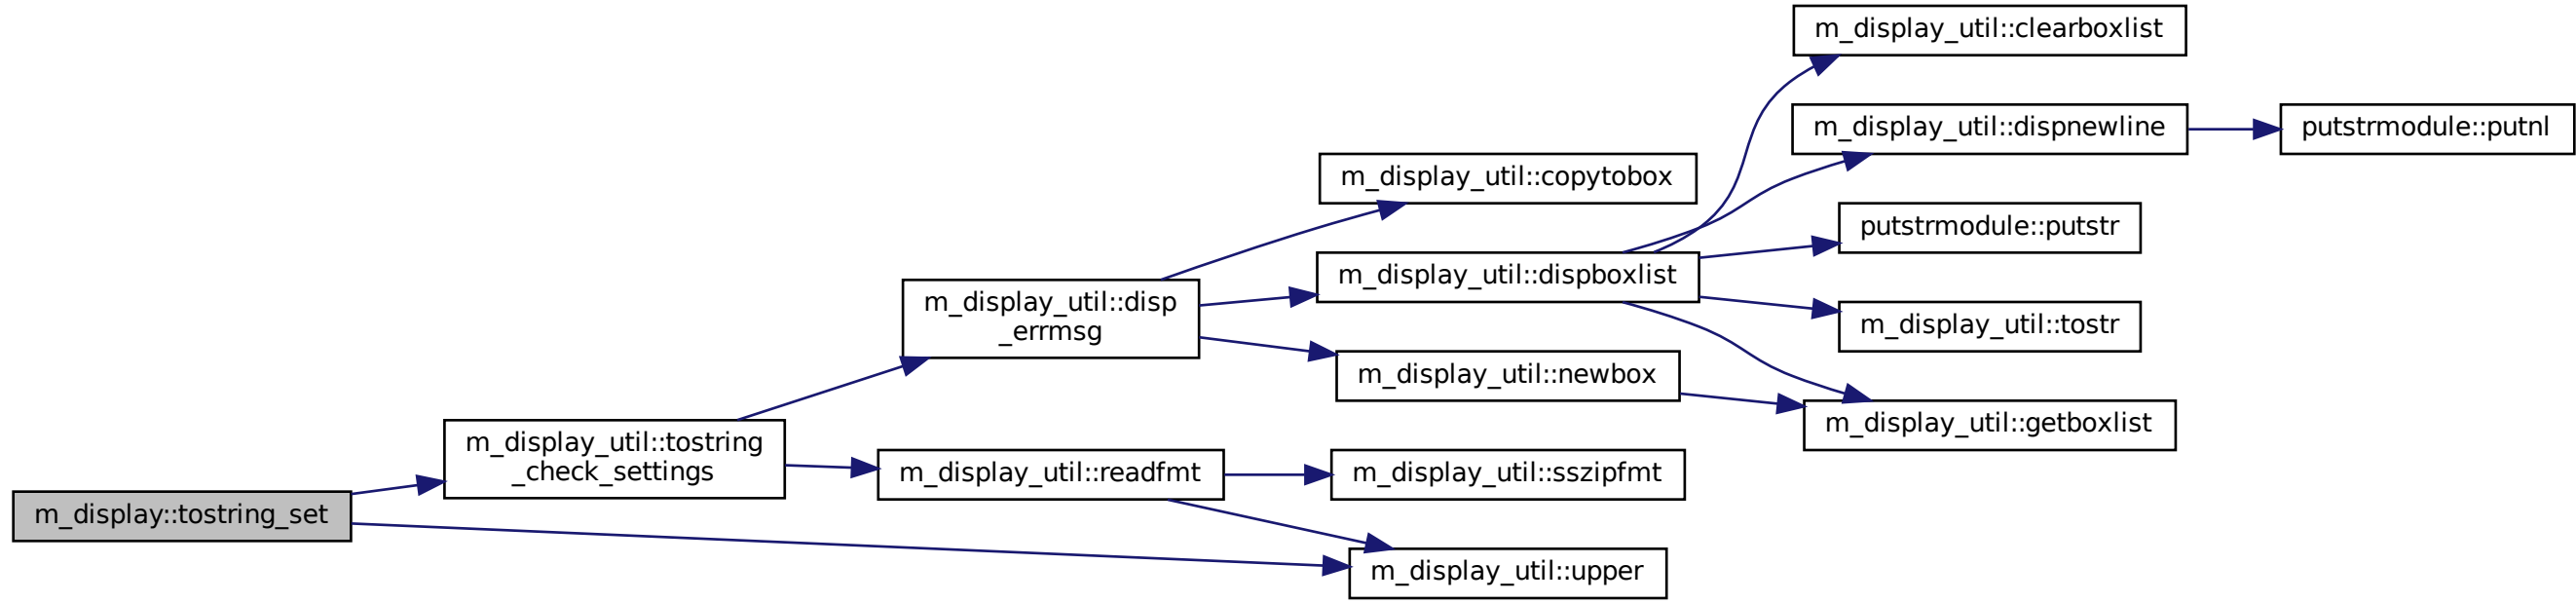 m_display_util::clearboxlist
m_display_util::dispnewline
putstrmodule::putnl
m_display_util::copytobox
putstrmodule::putstr
m_display_util::disp
_errmsg
m_display_util::dispboxlist
m_display_util::tostr
m_display_util::newbox
m_display_util::getboxlist
m_display_util::tostring
_check_settings
m_display_util::readfmt
m_display_util::sszipfmt
m_display::tostring_set
m_display_util::upper